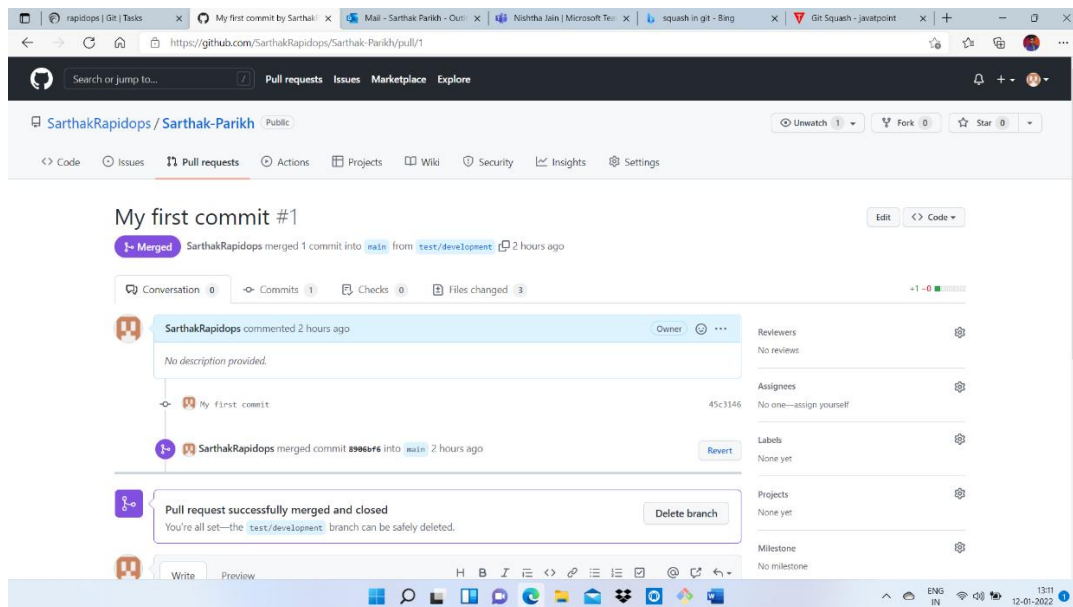 rapidops | Git | Tasks
My first commit by Sarthak
Mail - Sarthak Parikh - Outl
Nishtha Jain | Microsoft Tea
squash in git - Bing
Git Squash - javatpoint
https://github.com/SarthakRapidops/Sarthak-Parikh/pull/1
Search or jump to... / Pull requests Issues Marketplace Explore
SarthakRapidops / Sarthak-Parikh Public
Unwatch 1 Fork 0 Star 0
<> Code Issues Pull requests Actions Projects Wiki Security Insights Settings
My first commit #1
Edit <> Code
Merged SarthakRapidops merged 1 commit into main from test/development 2 hours ago
Conversation 0 Commits 1 Checks 0 Files changed 3
+1 −0
SarthakRapidops commented 2 hours ago Owner
No description provided.
My first commit 45c3146
SarthakRapidops merged commit 8906bf6 into main 2 hours ago Revert
Pull request successfully merged and closed
You're all set—the test/development branch can be safely deleted.
Delete branch
Write Preview H B I
Reviewers
No reviews
Assignees
No one—assign yourself
Labels
None yet
Projects
None yet
Milestone
No milestone
ENG
IN
13:11
12-01-2022
1